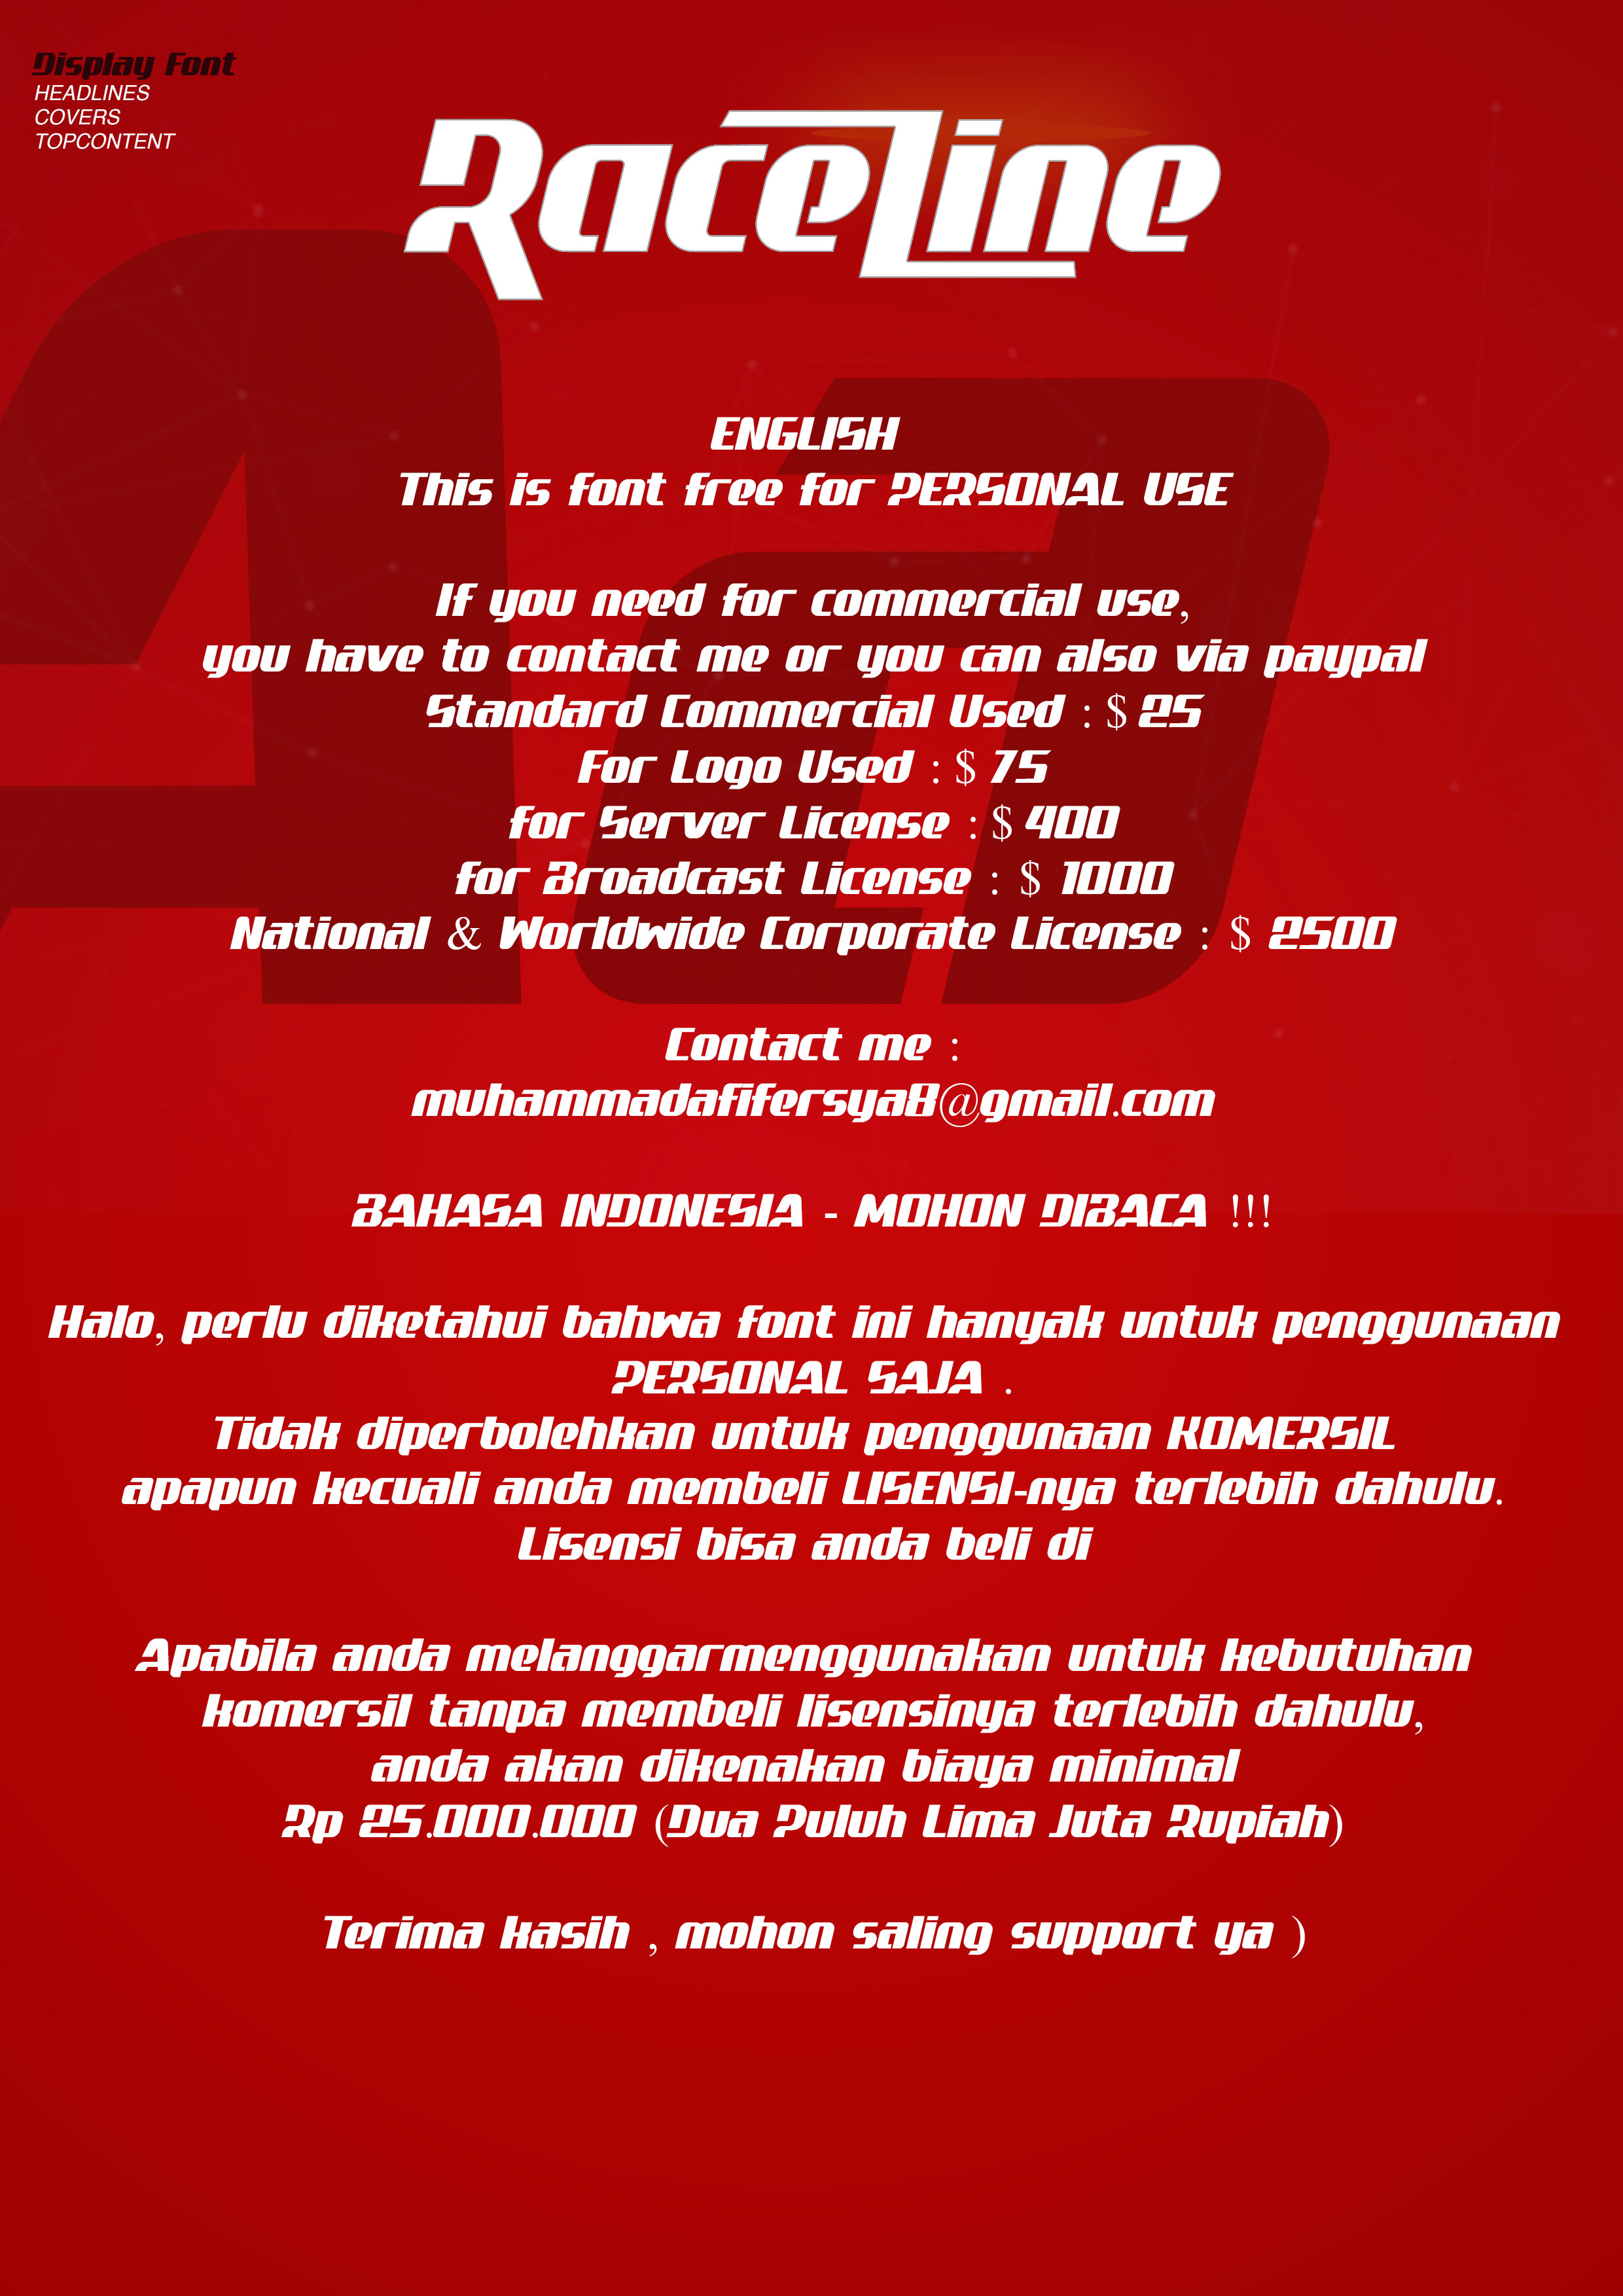 Display Font
HEADLINES
COVERS
TOPCONTENT
RaceLine
Aa
ENGLISH
This is font free for PERSONAL USE
If you need for commercial use,
you have to contact me or you can also via paypal
Standard Commercial Used : $ 25
For Logo Used : $ 75
for Server License : $ 400
for Broadcast License : $ 1000
National & Worldwide Corporate License : $ 2500
Contact me :
muhammadafifersya8@gmail.com
BAHASA INDONESIA - MOHON DIBACA !!!
Halo, perlu diketahui bahwa font ini hanyak untuk penggunaan
PERSONAL SAJA .
Tidak diperbolehkan untuk penggunaan KOMERSIL
apapun kecuali anda membeli LISENSI-nya terlebih dahulu.
Lisensi bisa anda beli di
Apabila anda melanggarmenggunakan untuk kebutuhan
komersil tanpa membeli lisensinya terlebih dahulu,
anda akan dikenakan biaya minimal
Rp 25.000.000 (Dua Puluh Lima Juta Rupiah)
Terima kasih , mohon saling support ya )